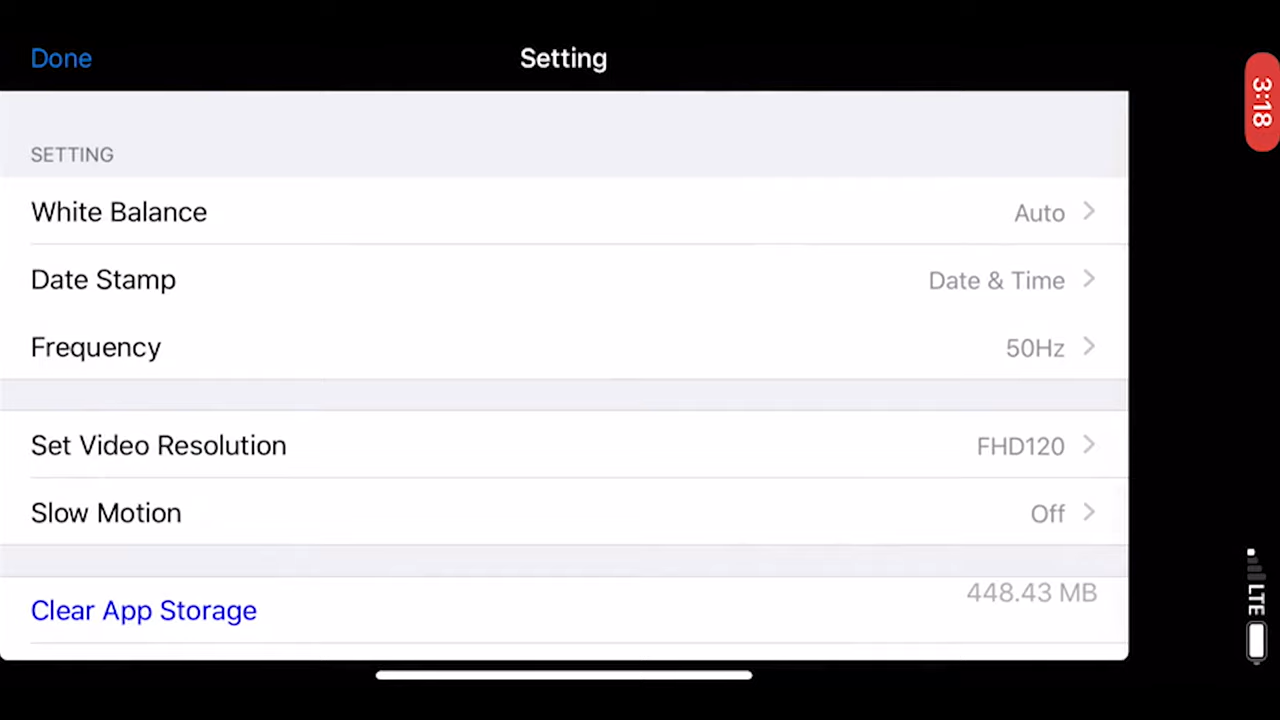 Done
Setting
3:18
SETTING
White Balance Auto
Date Stamp Date & Time
Frequency 50Hz
Set Video Resolution FHD120
Slow Motion Off
Clear App Storage 448.43 MB
LTE